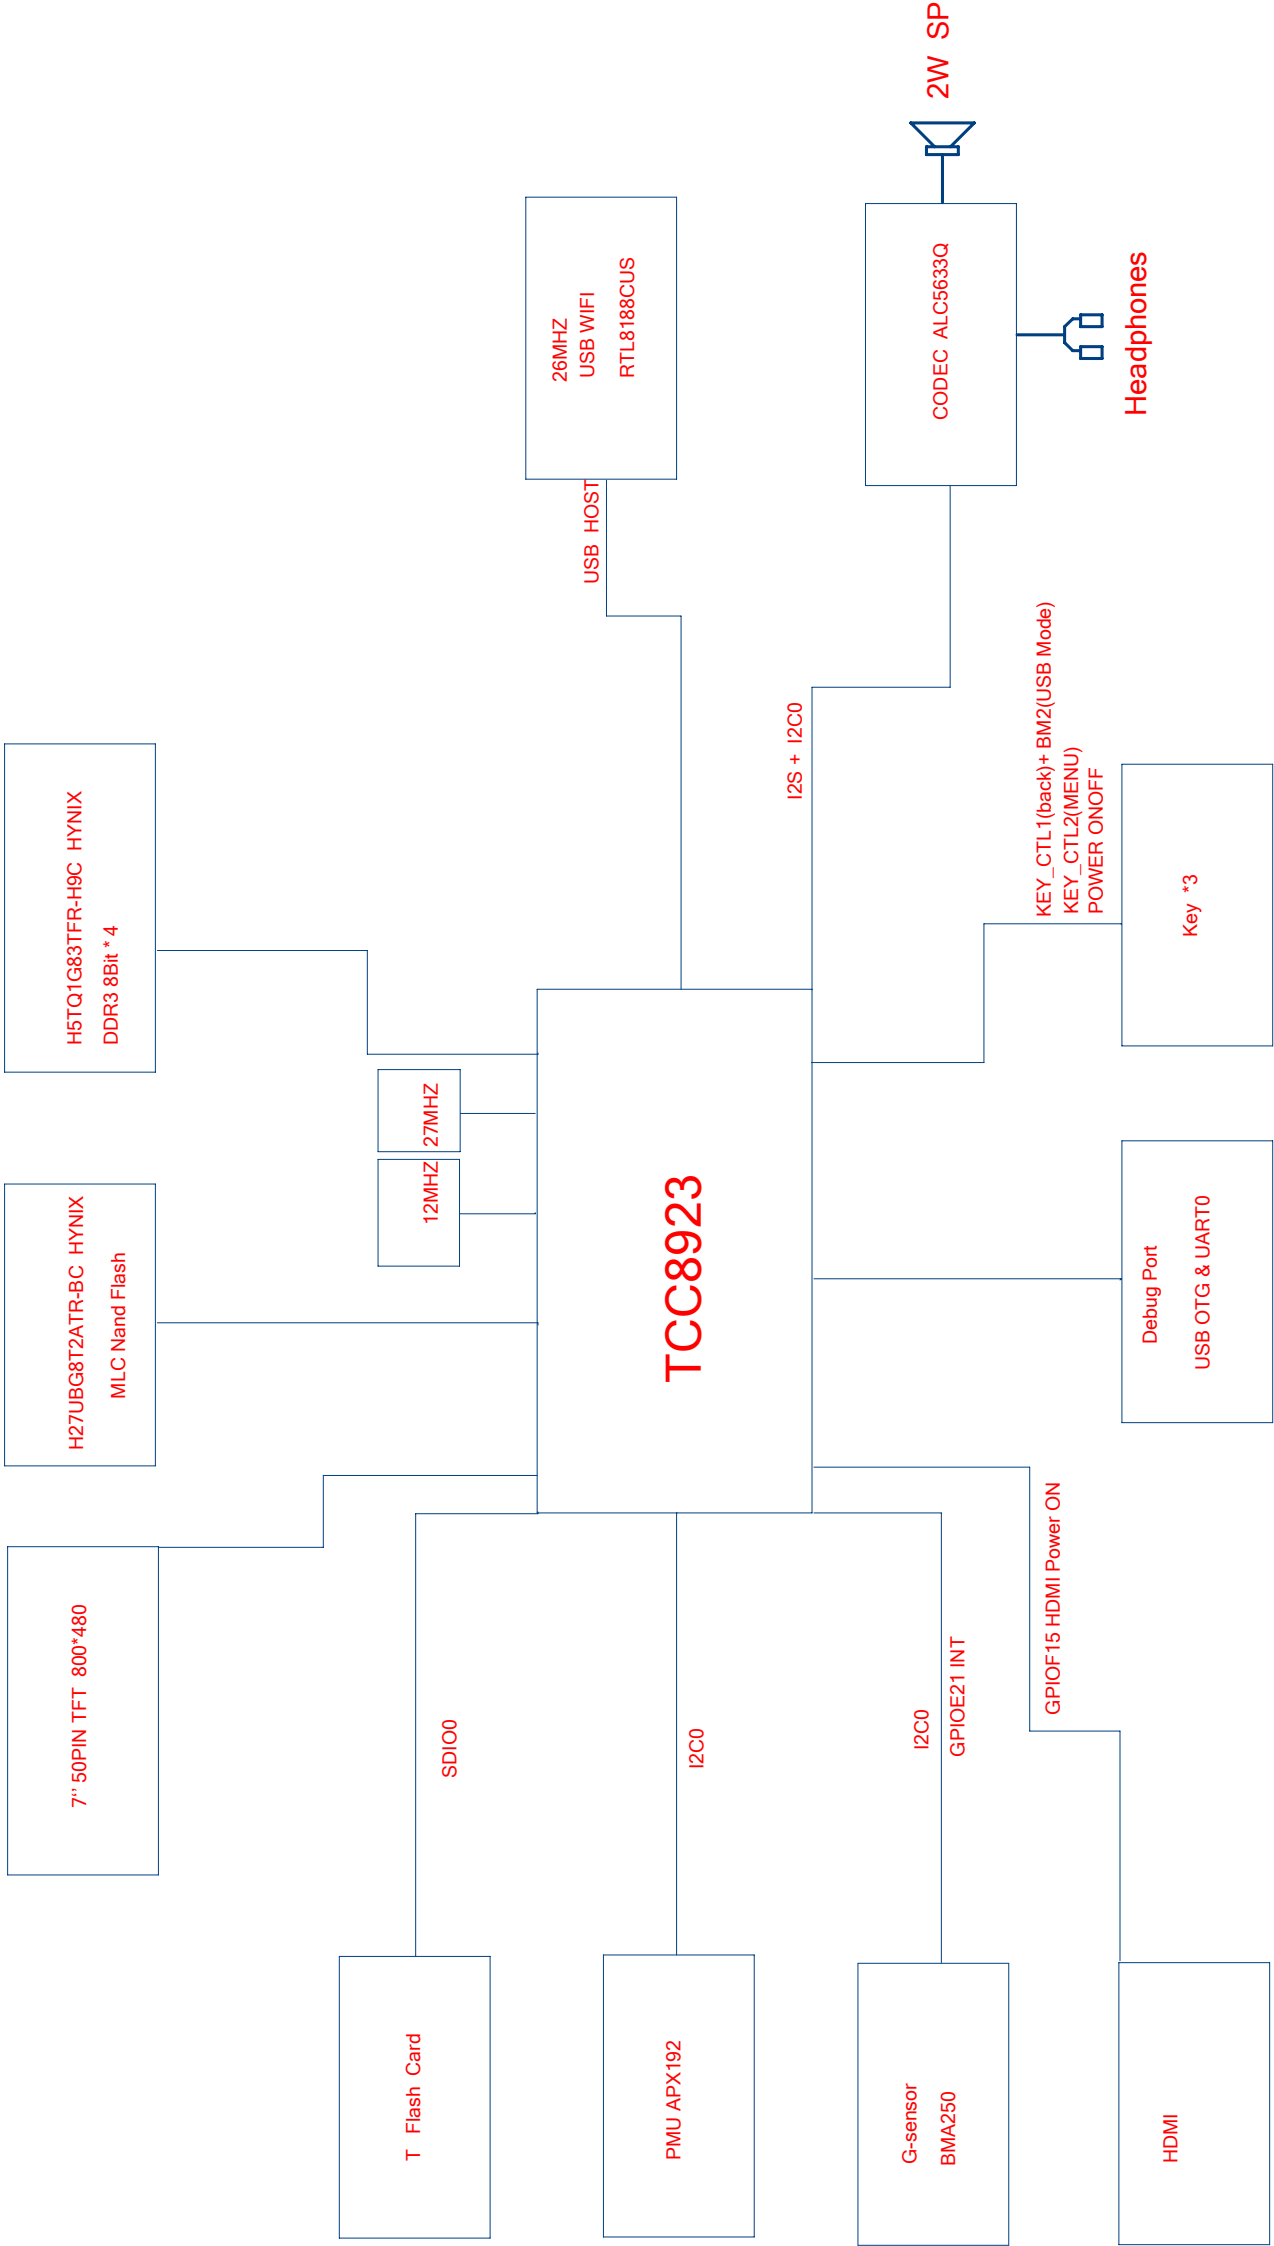 7" 50PIN TFT 800*480
H27UBG8T2ATR-BC HYNIX
MLC Nand Flash
H5TQ1G83TFR-H9C HYNIX
DDR3 8Bit * 4
12MHZ
27MHZ
T Flash Card
SDIO0
26MHZ
USB WIFI
RTL8188CUS
USB HOST
TCC8923
PMU APX192
I2C0
I2S + I2C0
CODEC ALC5633Q
2W SP
Headphones
G-sensor
BMA250
I2C0
GPIOE21 INT
KEY_CTL1(back)+ BM2(USB Mode)
KEY_CTL2(MENU)
POWER ONOFF
GPIOF15 HDMI Power ON
HDMI
Debug Port
USB OTG & UART0
Key *3